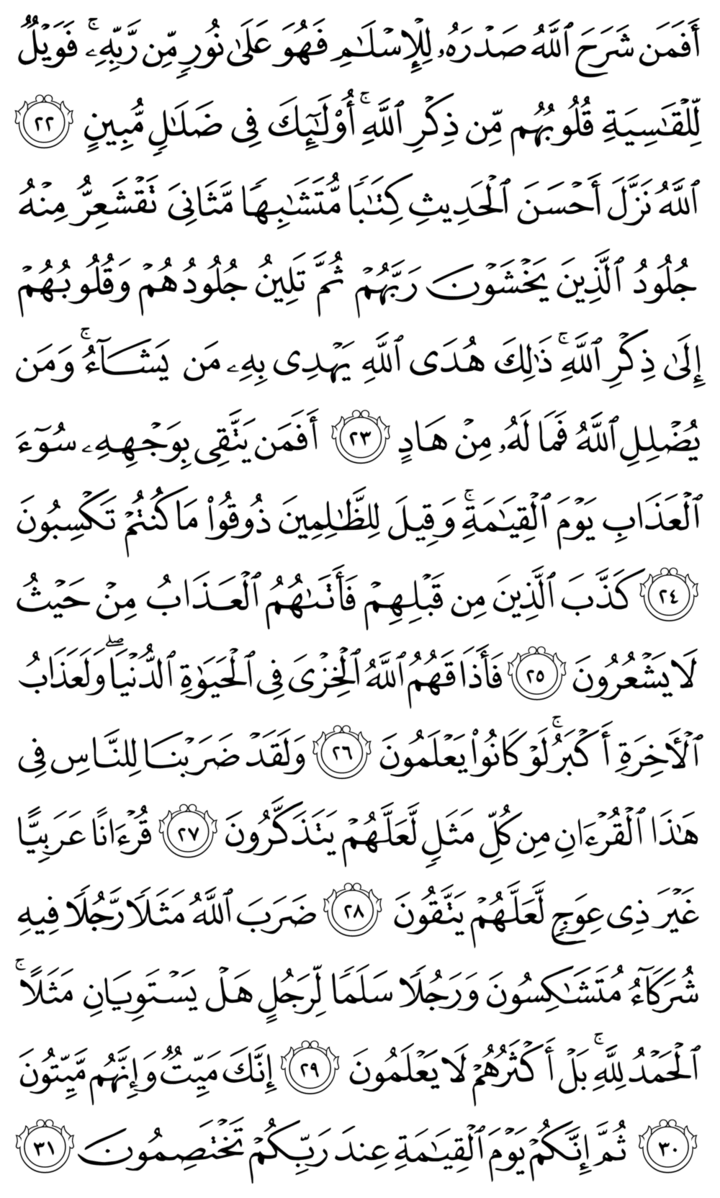 أَفَمَن شَرَحَ ٱللَّهُ صَدْرَهُۥ لِلْإِسْلَـٰمِ فَهُوَ عَلَىٰ نُورٍ مِّن رَّبِّهِۦ ۚ فَوَيْلٌ
لِّلْقَـٰسِيَةِ قُلُوبُهُم مِّن ذِكْرِ ٱللَّهِ ۚ أُو۟لَـٰٓئِكَ فِى ضَلَـٰلٍ مُّبِينٍ ٢٢
ٱللَّهُ نَزَّلَ أَحْسَنَ ٱلْحَدِيثِ كِتَـٰبًا مُّتَشَـٰبِهًا مَّثَانِىَ تَقْشَعِرُّ مِنْهُ
جُلُودُ ٱلَّذِينَ يَخْشَوْنَ رَبَّهُمْ ثُمَّ تَلِينُ جُلُودُهُمْ وَقُلُوبُهُمْ
إِلَىٰ ذِكْرِ ٱللَّهِ ۚ ذَٰلِكَ هُدَى ٱللَّهِ يَهْدِى بِهِۦ مَن يَشَآءُ ۚ وَمَن
يُضْلِلِ ٱللَّهُ فَمَا لَهُۥ مِنْ هَادٍ ٢٣ أَفَمَن يَتَّقِى بِوَجْهِهِۦ سُوٓءَ
ٱلْعَذَابِ يَوْمَ ٱلْقِيَـٰمَةِ ۚ وَقِيلَ لِلظَّـٰلِمِينَ ذُوقُوا۟ مَا كُنتُمْ تَكْسِبُونَ
٢٤ كَذَّبَ ٱلَّذِينَ مِن قَبْلِهِمْ فَأَتَىٰهُمُ ٱلْعَذَابُ مِنْ حَيْثُ
لَا يَشْعُرُونَ ٢٥ فَأَذَاقَهُمُ ٱللَّهُ ٱلْخِزْىَ فِى ٱلْحَيَوٰةِ ٱلدُّنْيَا ۖ وَلَعَذَابُ
ٱلْـَٔاخِرَةِ أَكْبَرُ ۚ لَوْ كَانُوا۟ يَعْلَمُونَ ٢٦ وَلَقَدْ ضَرَبْنَا لِلنَّاسِ فِى
هَـٰذَا ٱلْقُرْءَانِ مِن كُلِّ مَثَلٍ لَّعَلَّهُمْ يَتَذَكَّرُونَ ٢٧ قُرْءَانًا عَرَبِيًّا
غَيْرَ ذِى عِوَجٍ لَّعَلَّهُمْ يَتَّقُونَ ٢٨ ضَرَبَ ٱللَّهُ مَثَلًا رَّجُلًا فِيهِ
شُرَكَآءُ مُتَشَـٰكِسُونَ وَرَجُلًا سَلَمًا لِّرَجُلٍ هَلْ يَسْتَوِيَانِ مَثَلًا ۚ
ٱلْحَمْدُ لِلَّهِ ۚ بَلْ أَكْثَرُهُمْ لَا يَعْلَمُونَ ٢٩ إِنَّكَ مَيِّتٌ وَإِنَّهُم مَّيِّتُونَ
٣٠ ثُمَّ إِنَّكُمْ يَوْمَ ٱلْقِيَـٰمَةِ عِندَ رَبِّكُمْ تَخْتَصِمُونَ ٣١